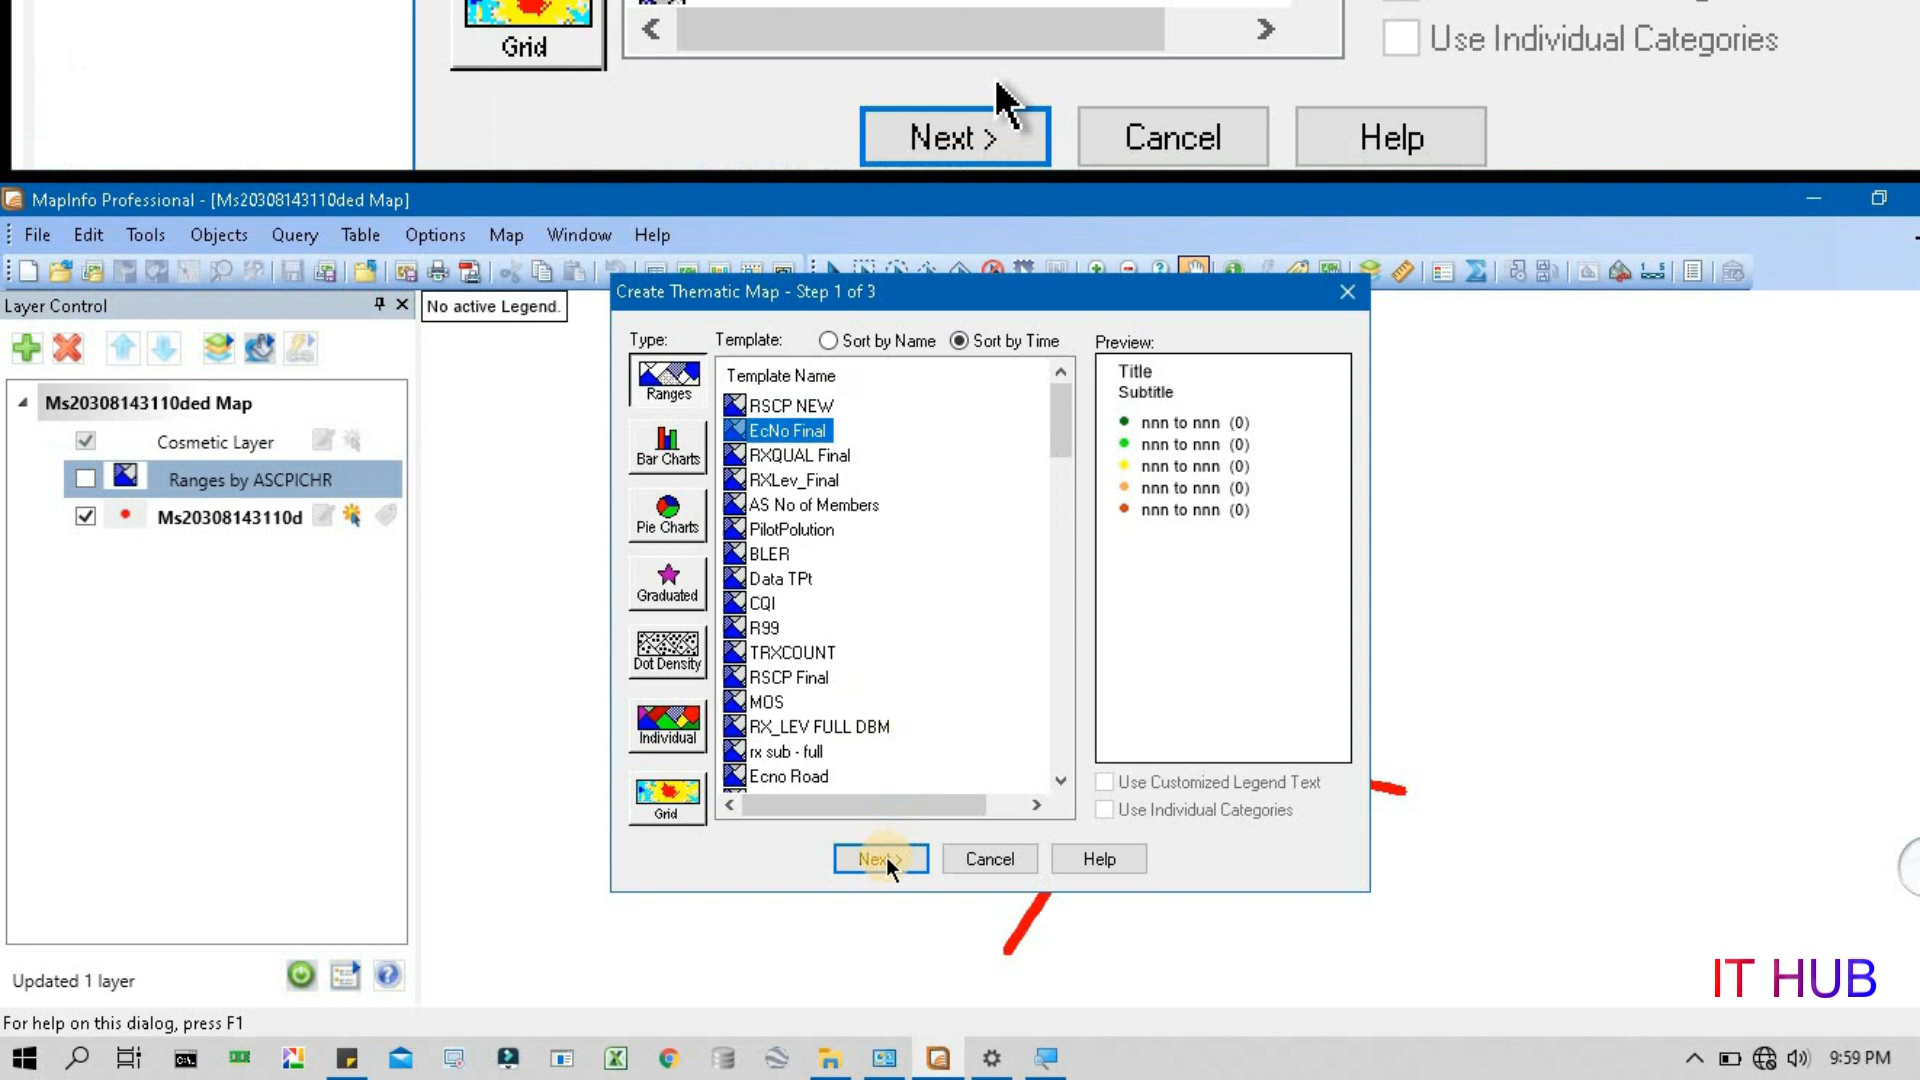 Grid
Use Individual Categories
Next >
Cancel
Help
MapInfo Professional - [Ms20308143110ded Map]
File Edit Tools Objects Query Table Options Map Window Help
Layer Control
No active Legend.
Ms20308143110ded Map
Cosmetic Layer
Ranges by ASCPICHR
Ms20308143110d
Updated 1 layer
Create Thematic Map - Step 1 of 3
Type:
Template:
Sort by Name
Sort by Time
Preview:
Ranges
Bar Charts
Pie Charts
Graduated
Dot Density
Individual
Grid
Template Name
RSCP NEW
EcNo Final
RXQUAL Final
RXLev_Final
AS No of Members
PilotPolution
BLER
Data TPt
CQI
R99
TRXCOUNT
RSCP Final
MOS
RX_LEV FULL DBM
rx sub - full
Ecno Road
Title
Subtitle
nnn to nnn (0)
nnn to nnn (0)
nnn to nnn (0)
nnn to nnn (0)
nnn to nnn (0)
Use Customized Legend Text
Use Individual Categories
Next >
Cancel
Help
IT HUB
For help on this dialog, press F1
9:59 PM